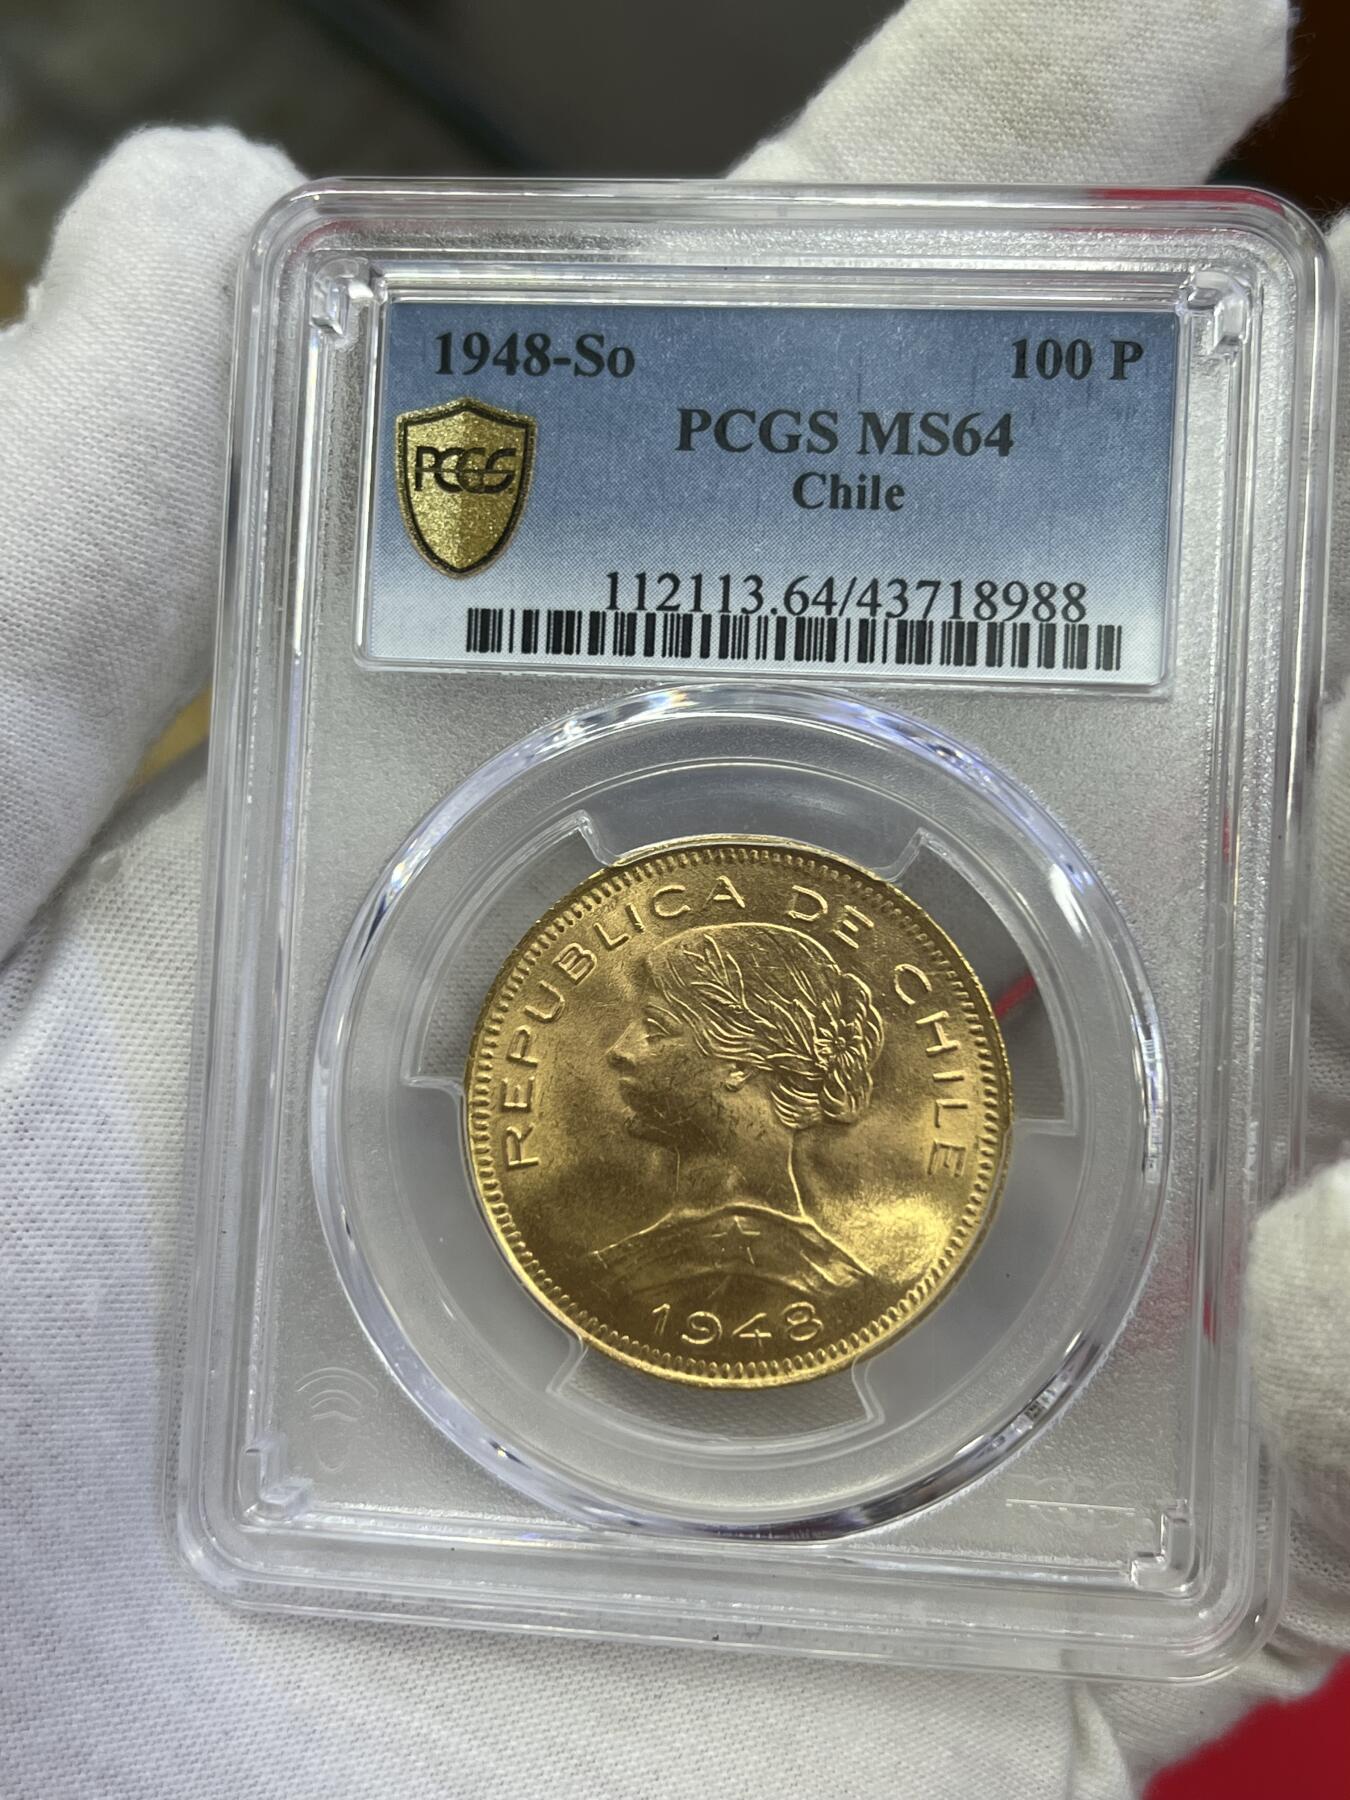 1948-So 100 P
PCGS MS64
PCGS
Chile
112113.64/43718988
REPUBLICA DE CHILE
1948